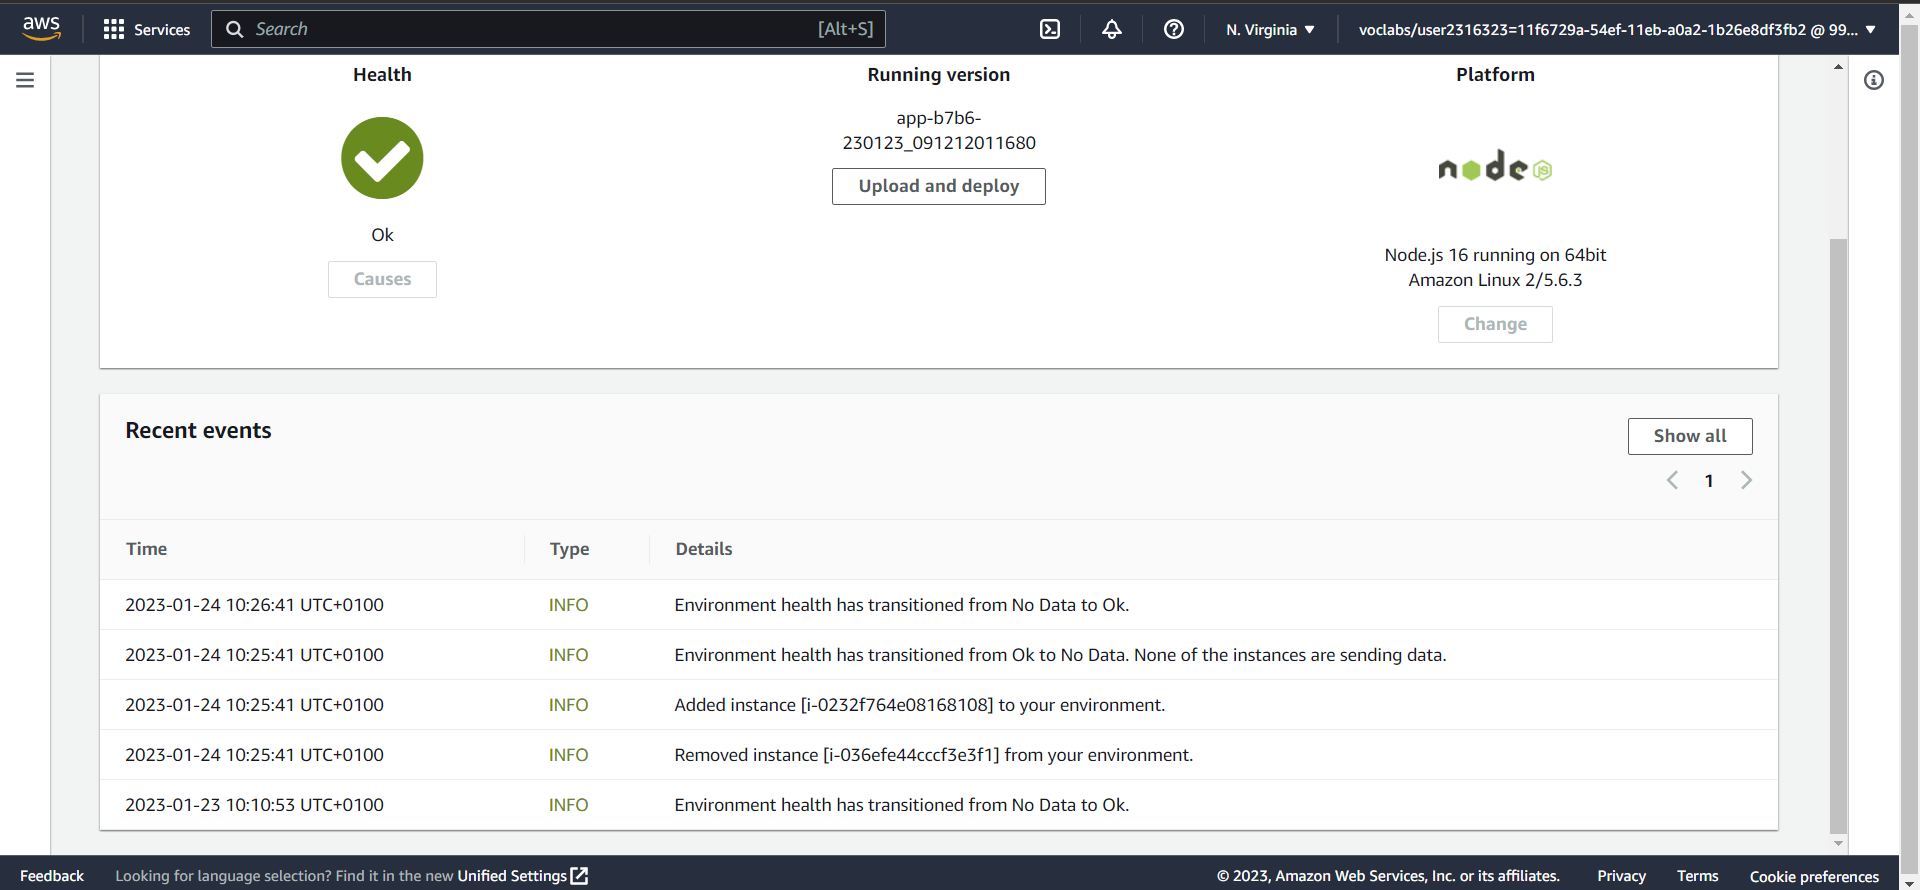 aws
Services
Search
[Alt+S]
N. Virginia
voclabs/user2316323=11f6729a-54ef-11eb-a0a2-1b26e8df3fb2 @ 99...
Health
Ok
Causes
Running version
app-b7b6-
230123_091212011680
Upload and deploy
Platform
node
JS
Node.js 16 running on 64bit
Amazon Linux 2/5.6.3
Change
Recent events
Show all
1
Time Type Details
2023-01-24 10:26:41 UTC+0100 INFO Environment health has transitioned from No Data to Ok.
2023-01-24 10:25:41 UTC+0100 INFO Environment health has transitioned from Ok to No Data. None of the instances are sending data.
2023-01-24 10:25:41 UTC+0100 INFO Added instance [i-0232f764e08168108] to your environment.
2023-01-24 10:25:41 UTC+0100 INFO Removed instance [i-036efe44cccf3e3f1] from your environment.
2023-01-23 10:10:53 UTC+0100 INFO Environment health has transitioned from No Data to Ok.
Feedback
Looking for language selection? Find it in the new Unified Settings
© 2023, Amazon Web Services, Inc. or its affiliates.
Privacy
Terms
Cookie preferences